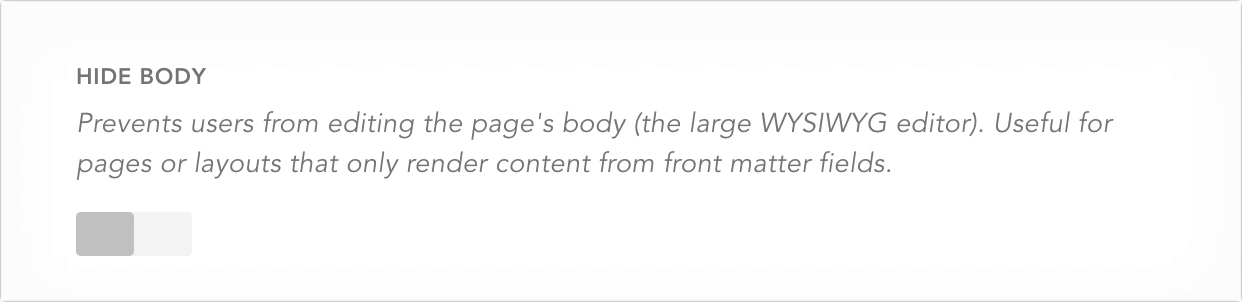 HIDE BODY
Prevents users from editing the page's body (the large WYSIWYG editor). Useful for
pages or layouts that only render content from front matter fields.